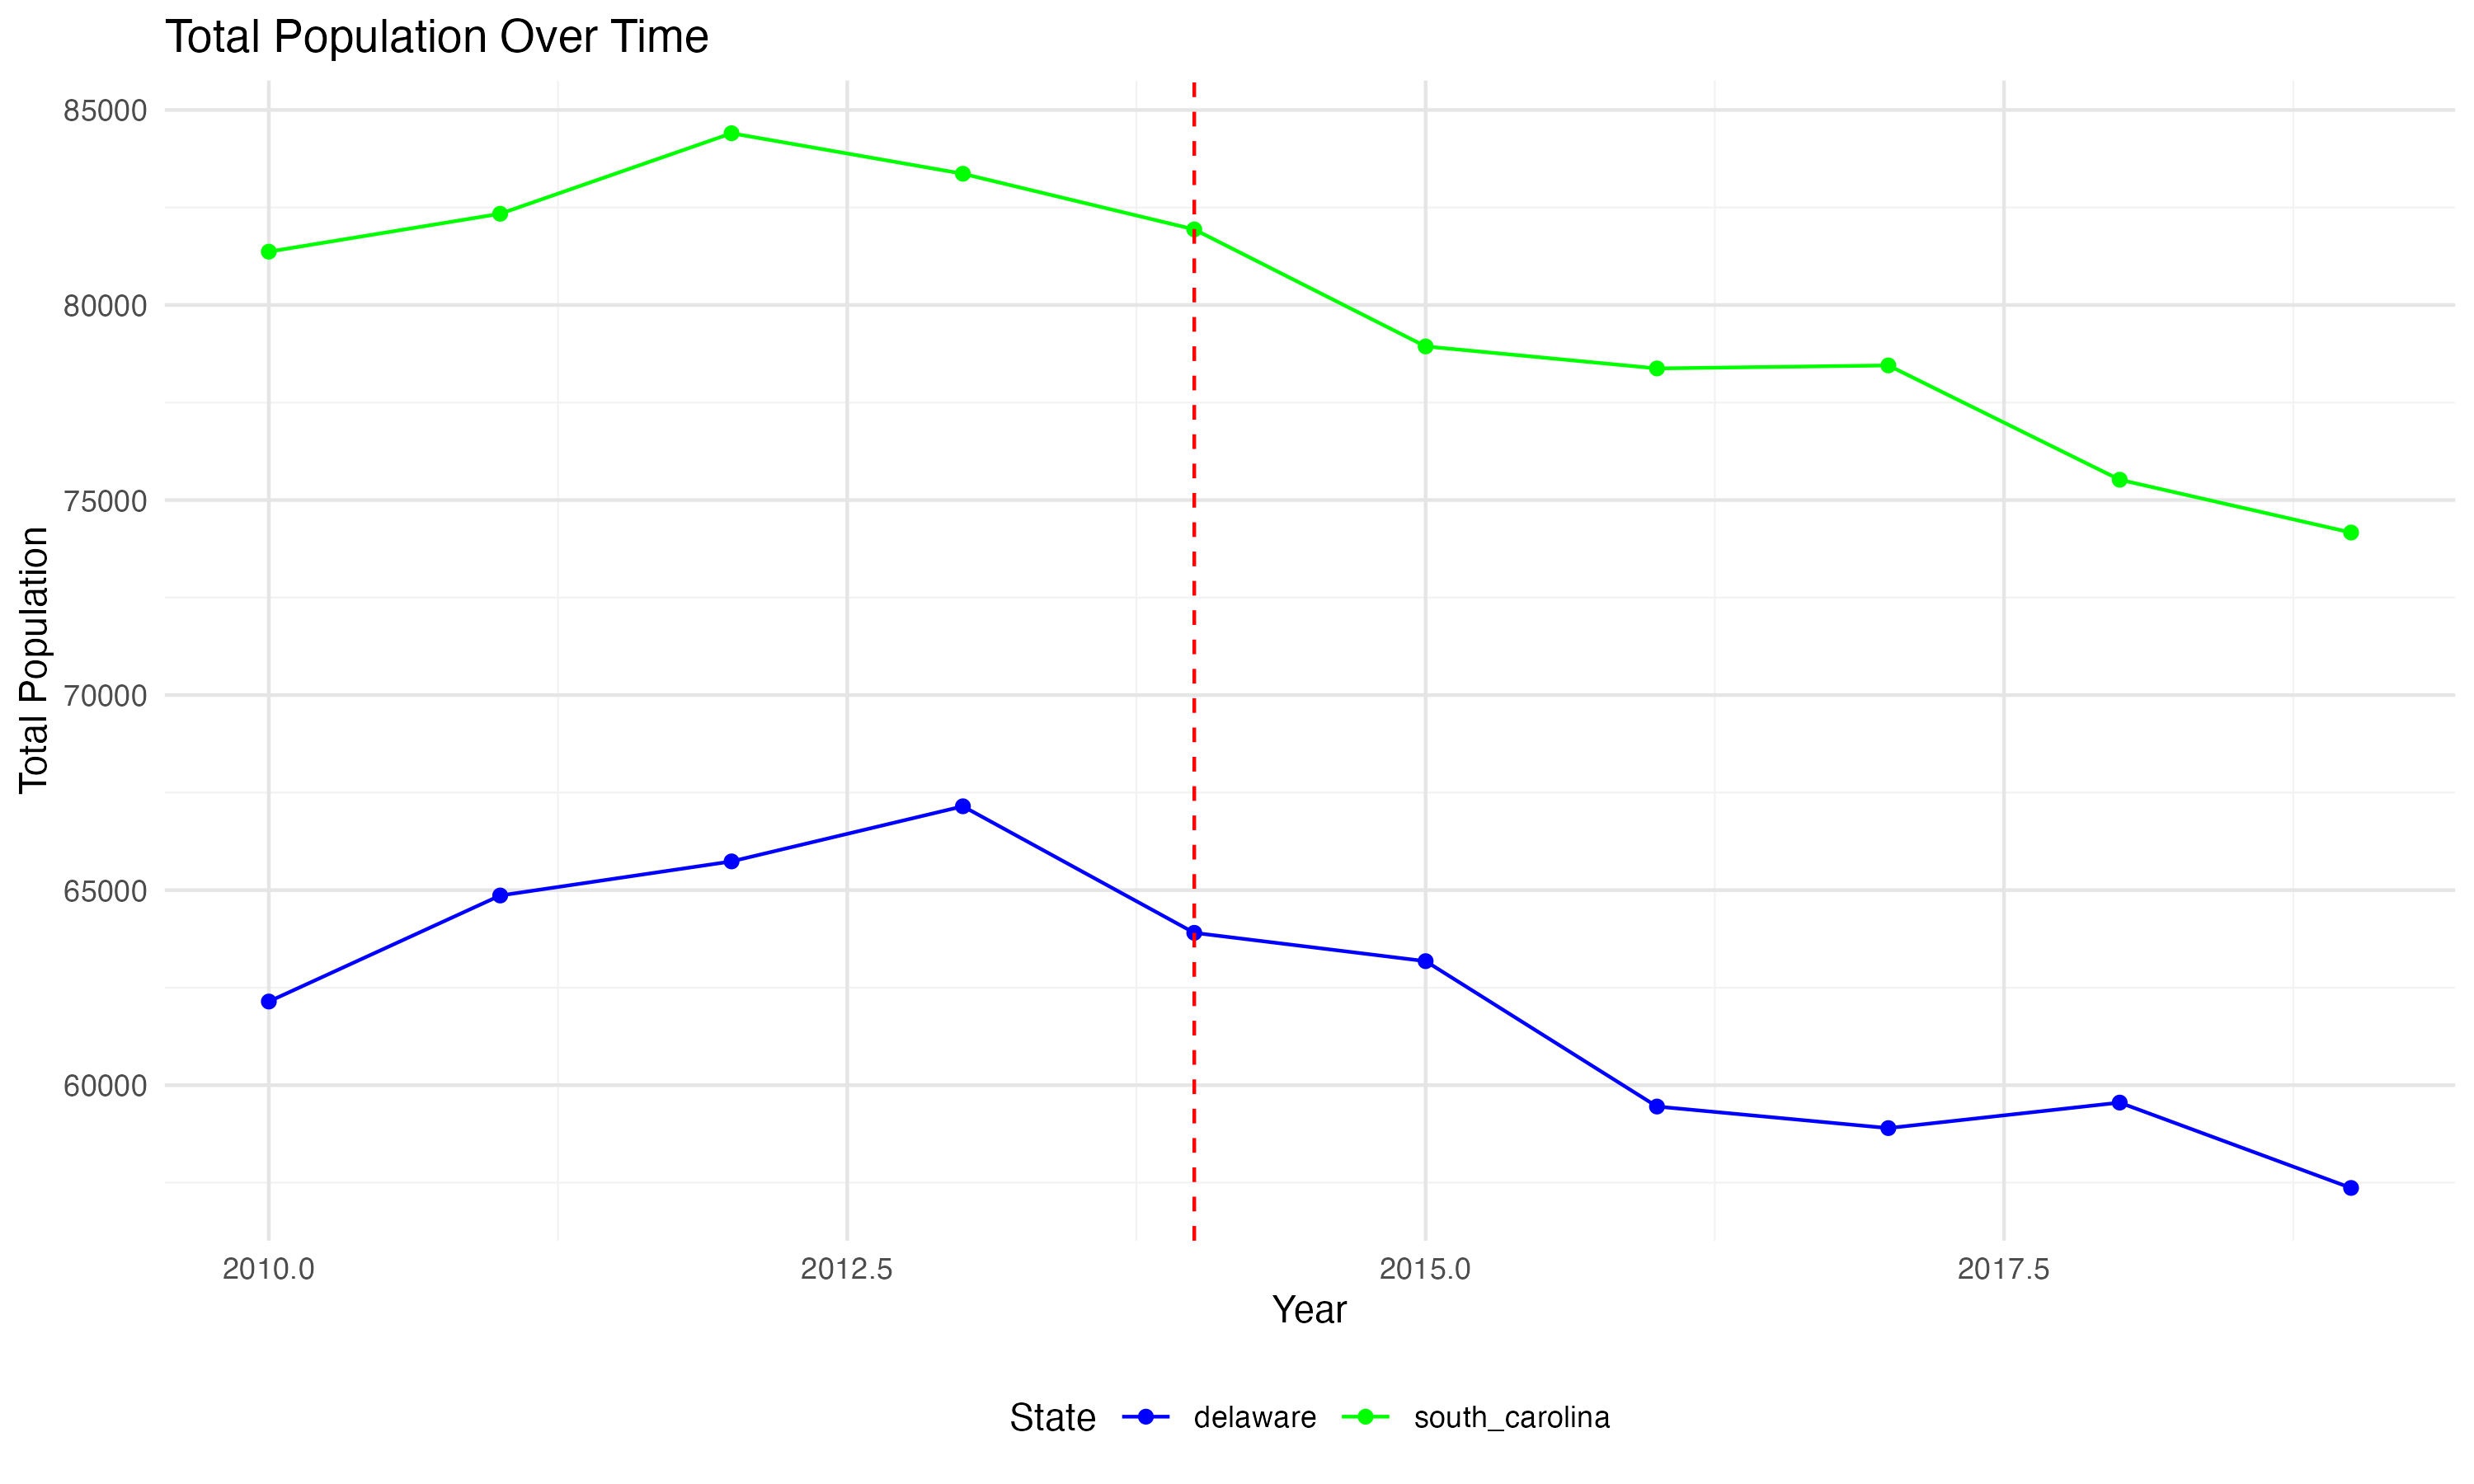 Total Population Over Time
85000
80000
75000
70000
65000
60000
Total Population
2010.0 2012.5 2015.0 2017.5
Year
State delaware south_carolina